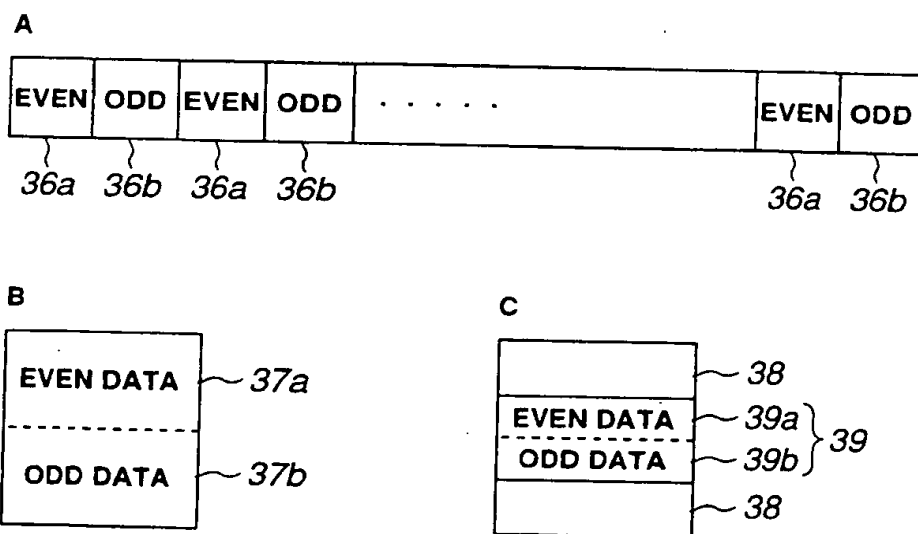 A
EVEN ODD EVEN ODD . . . . . EVEN ODD
36a 36b 36a 36b 36a 36b
B
EVEN DATA 37a
ODD DATA 37b
C
38
EVEN DATA 39a
ODD DATA 39b
39
38